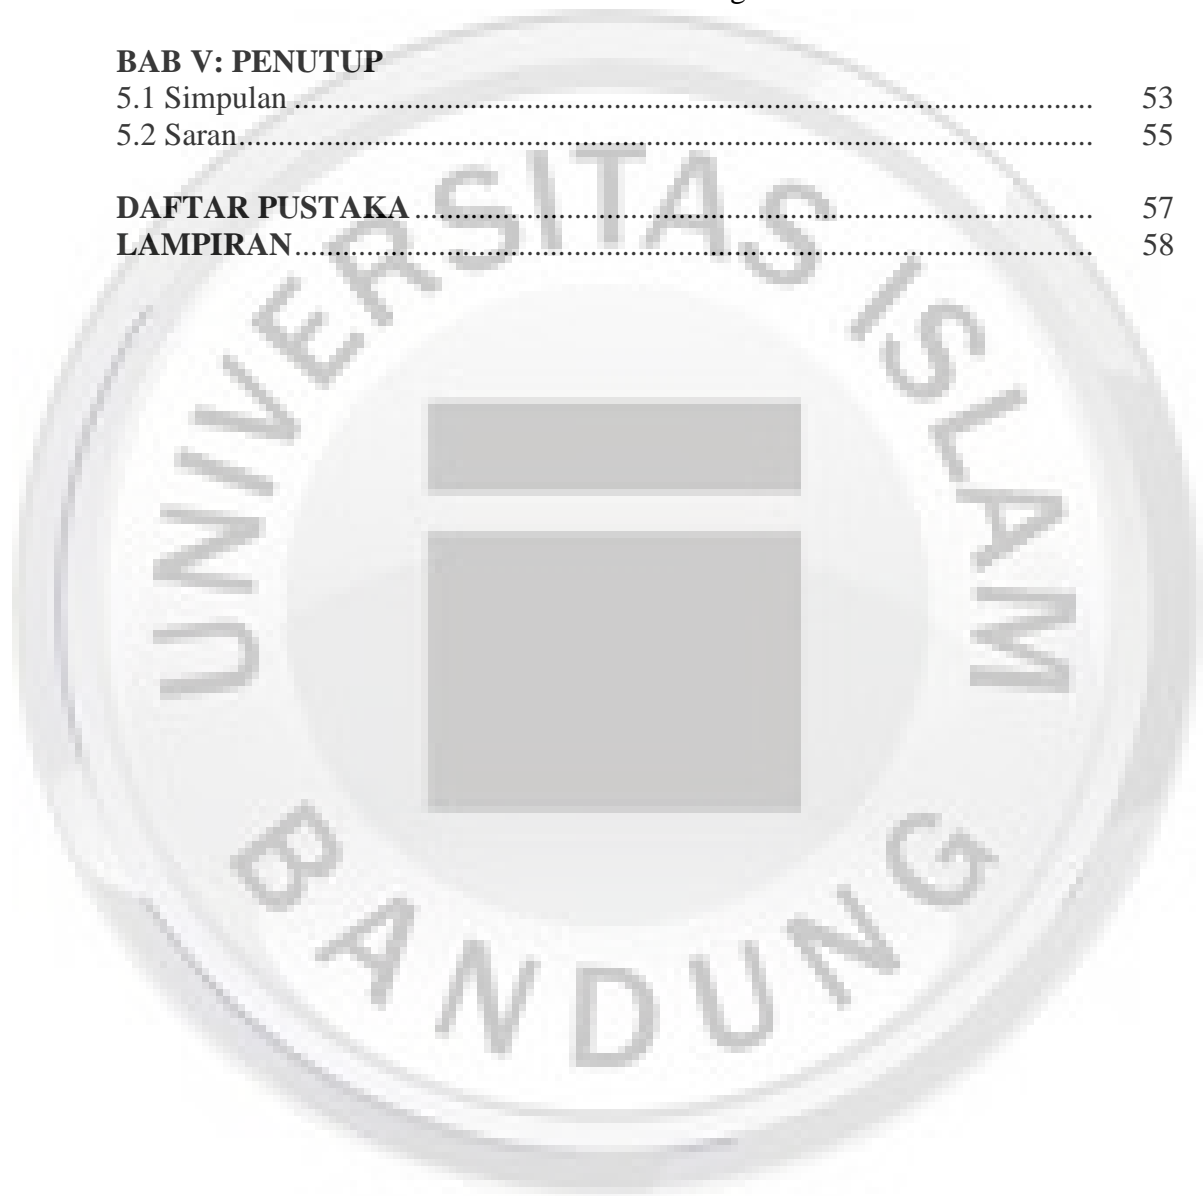 BAB V: PENUTUP
5.1 Simpulan ........................................................................................ 53
5.2 Saran.............................................................................................. 55
DAFTAR PUSTAKA ........................................................................... 57
LAMPIRAN........................................................................................ 58
UNIVERSITAS ISLAM
BANDUNG